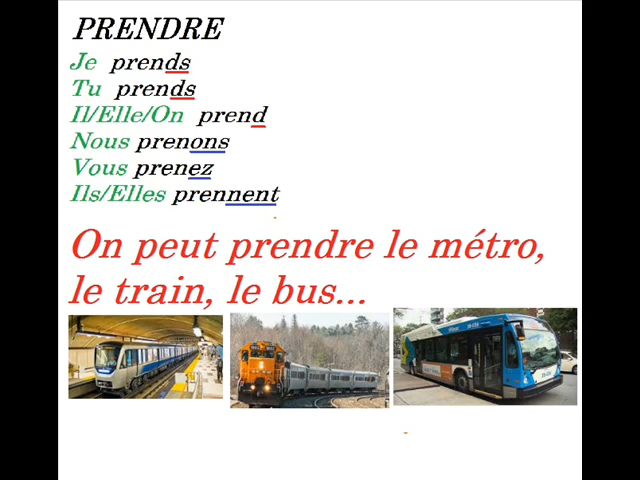 PRENDRE
Je prends
Tu prends
Il/Elle/On prend
Nous prenons
Vous prenez
Ils/Elles prennent
On peut prendre le métro,
le train, le bus...